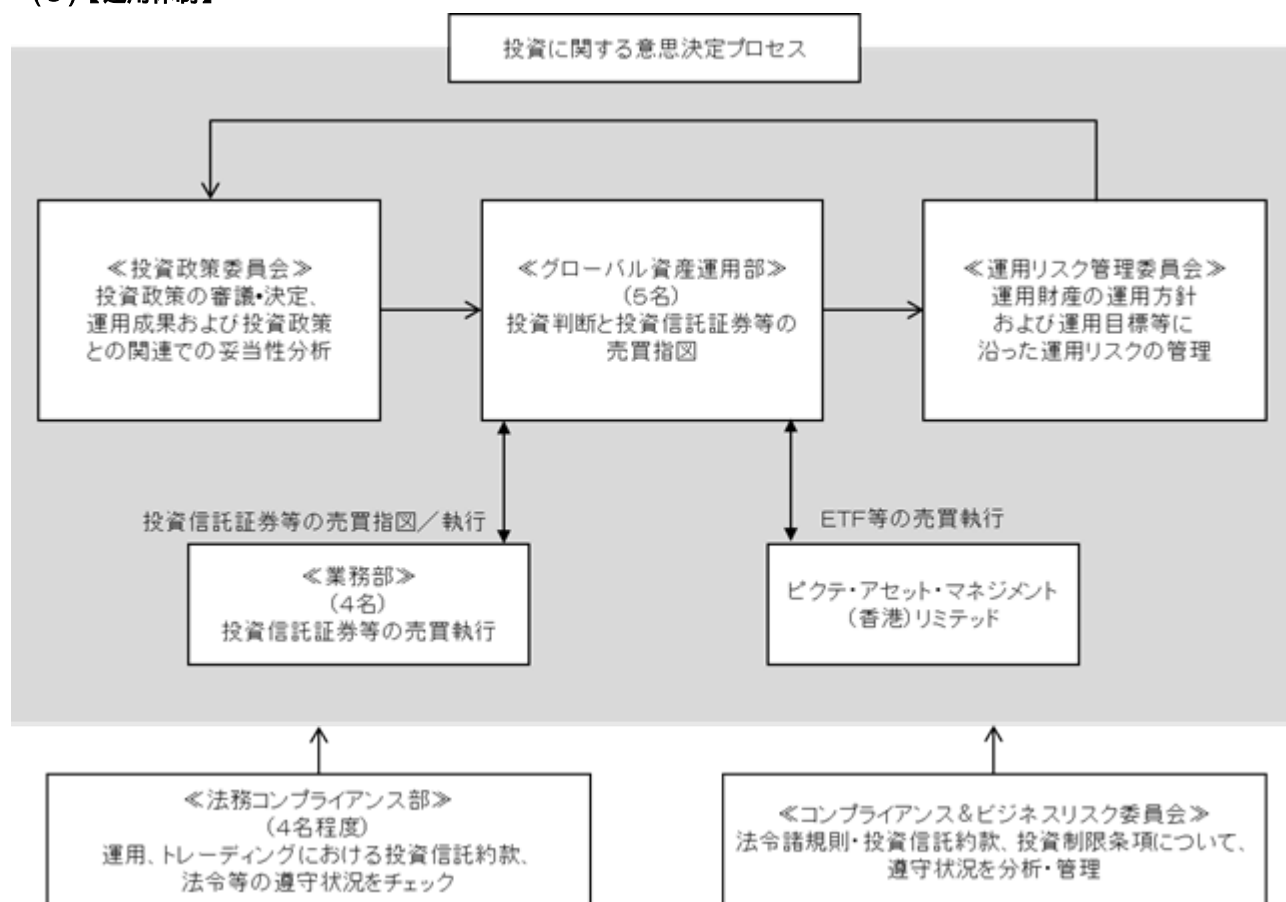 (3)【運用体制】
投資に関する意思決定プロセス
≪投資政策委員会≫
投資政策の審議・決定、
運用成果および投資政策
との関連での妥当性分析
≪グローバル資産運用部≫
(5名)
投資判断と投資信託証券等の
売買指図
≪運用リスク管理委員会≫
運用財産の運用方針
および運用目標等に
沿った運用リスクの管理
投資信託証券等の売買指図/執行
ETF等の売買執行
≪業務部≫
(4名)
投資信託証券等の売買執行
ピクテ・アセット・マネジメント
(香港)リミテッド
≪法務コンプライアンス部≫
(4名程度)
運用、トレーディングにおける投資信託約款、
法令等の遵守状況をチェック
≪コンプライアンス&ビジネスリスク委員会≫
法令諸規則・投資信託約款、投資制限条項について、
遵守状況を分析・管理